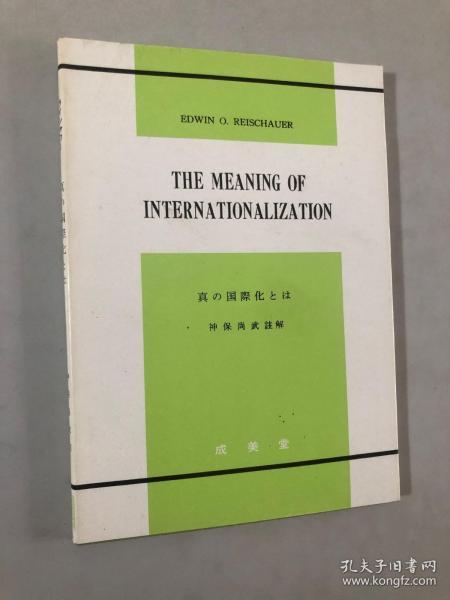 EDWIN O. REISCHAUER
THE MEANING OF
INTERNATIONALIZATION
真の国際化とは
神保尚武註解
成美堂
孔夫子旧书网
www.kongfz.com